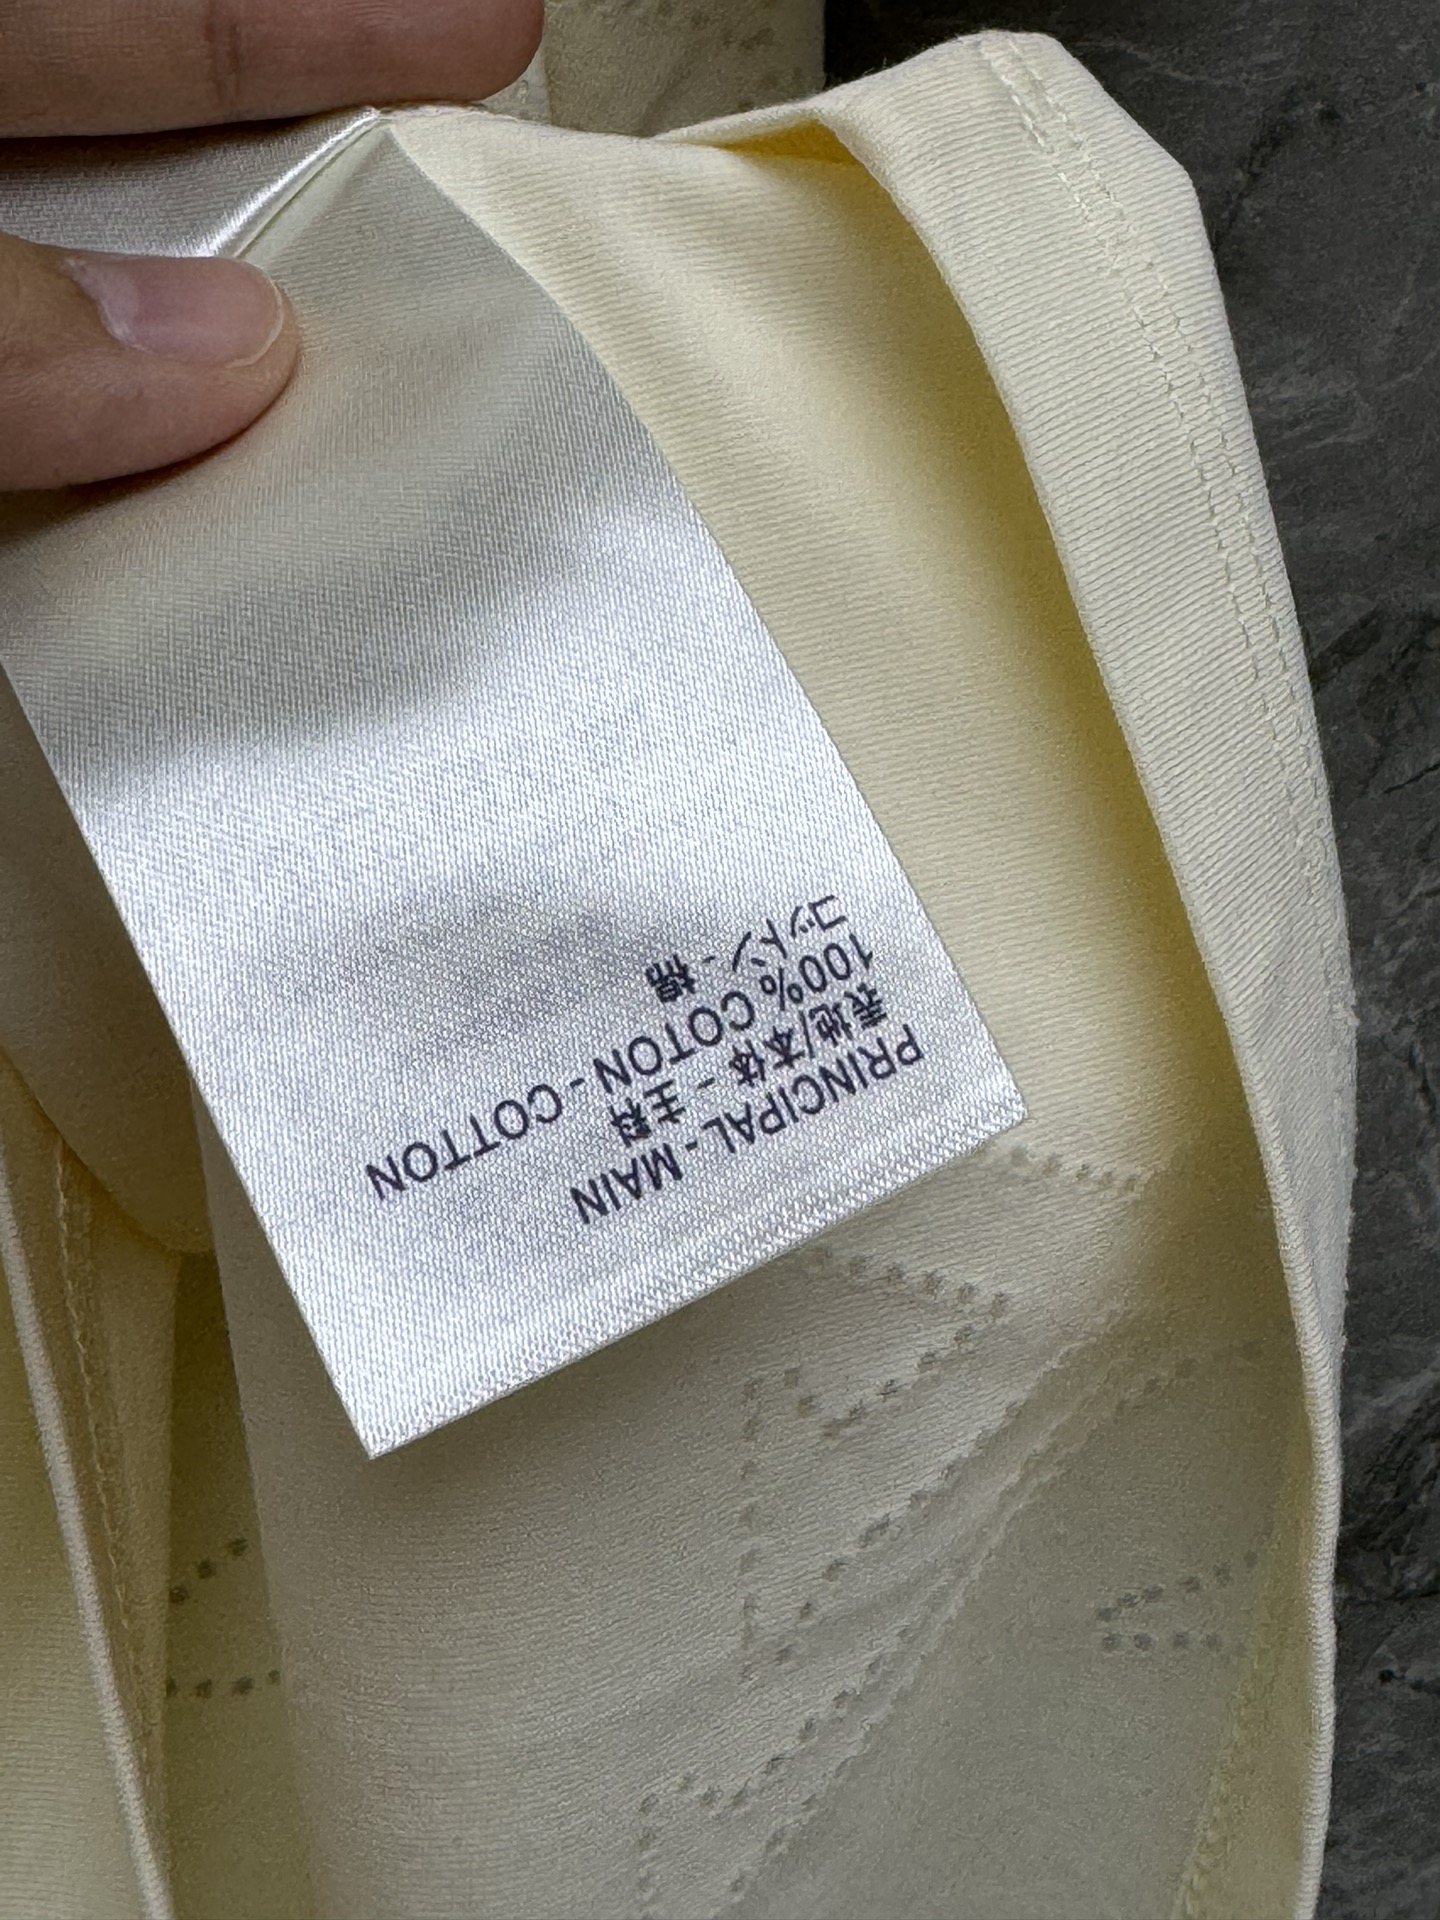 PRINCIPAL - MAIN
表地/本体 - 主料
100% COTON - COTTON
コットン - 棉